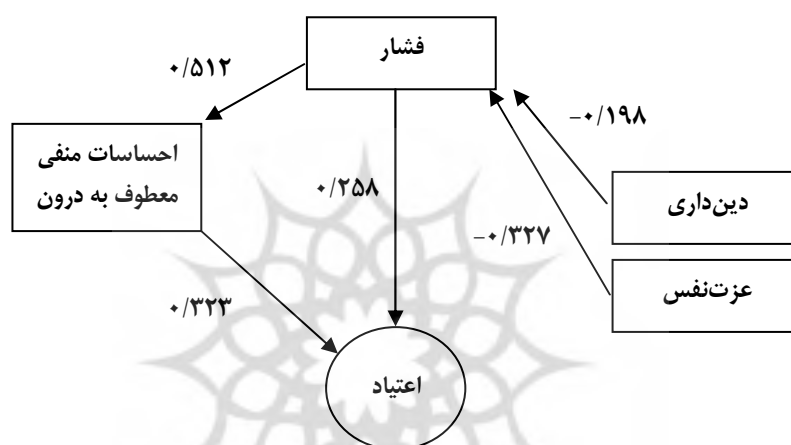 فشار
۰/۵۱۲
-۰/۱۹۸
احساسات منفی
معطوف به درون
۰/۲۵۸
دین‌داری
-۰/۳۲۷
عزت‌نفس
۰/۳۲۳
اعتیاد